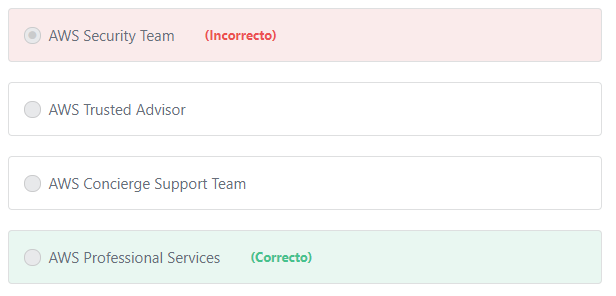 AWS Security Team (Incorrecto)
AWS Trusted Advisor
AWS Concierge Support Team
AWS Professional Services (Correcto)